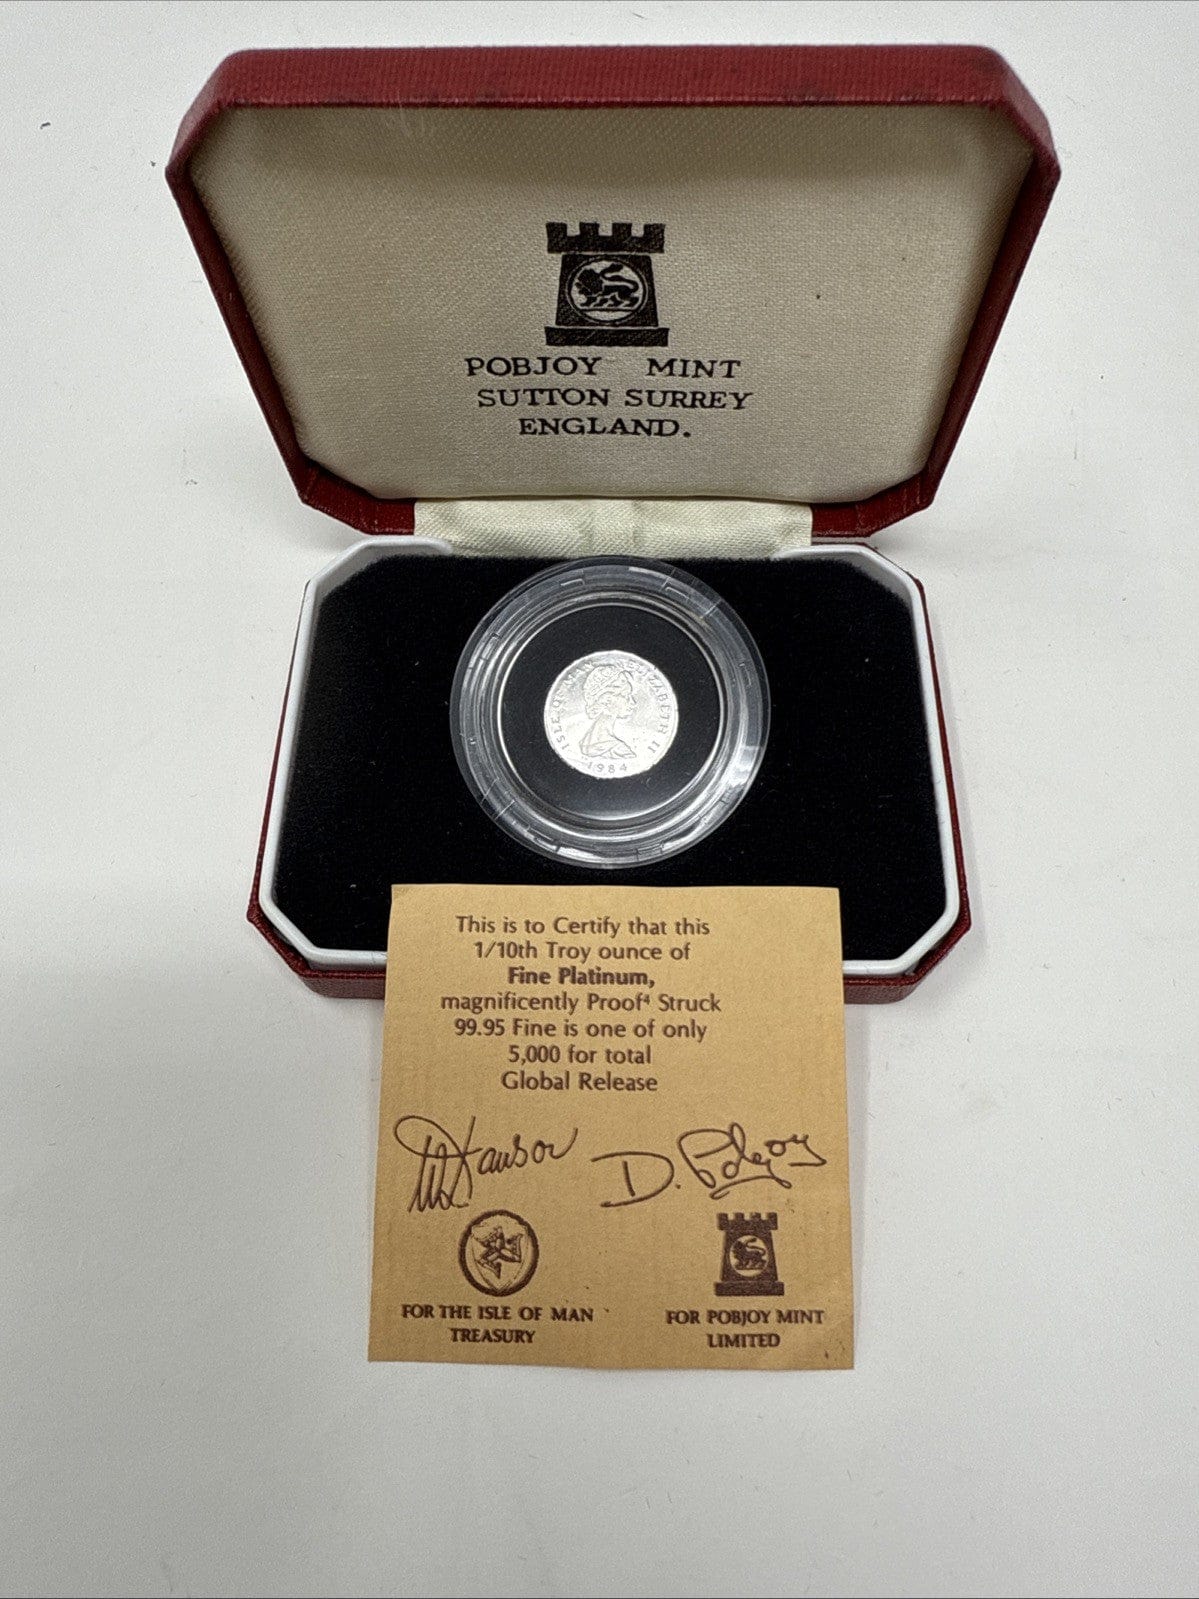 POBJOY MINT
SUTTON SURREY
ENGLAND.
ISLE OF MAN ELIZABETH II
1984
This is to Certify that this
1/10th Troy ounce of
Fine Platinum,
magnificently Proof⁴ Struck
99.95 Fine is one of only
5,000 for total
Global Release
D. Pobjoy
FOR THE ISLE OF MAN
TREASURY
FOR POBJOY MINT
LIMITED